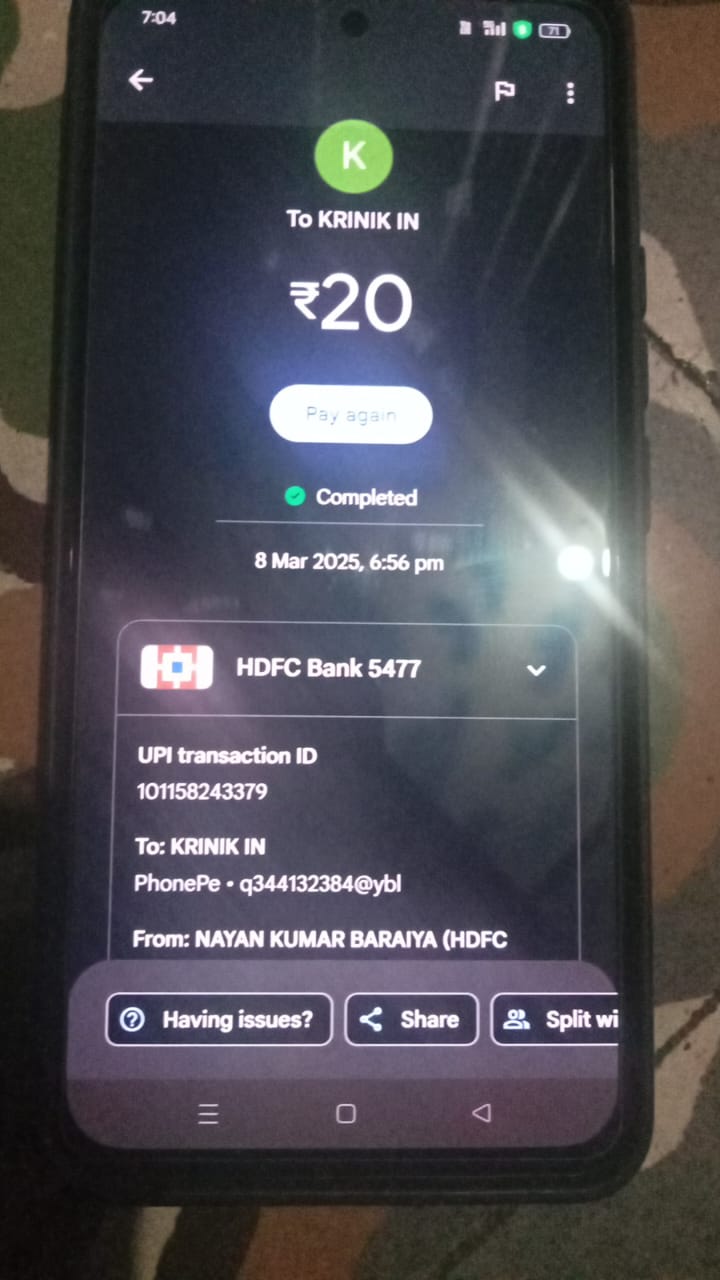 7:04
71
K
To KRINIK IN
₹20
Pay again
Completed
8 Mar 2025, 6:56 pm
HDFC Bank 5477
UPI transaction ID
101158243379
To: KRINIK IN
PhonePe • q344132384@ybl
From: NAYAN KUMAR BARAIYA (HDFC
Having issues?
Share
Split wi